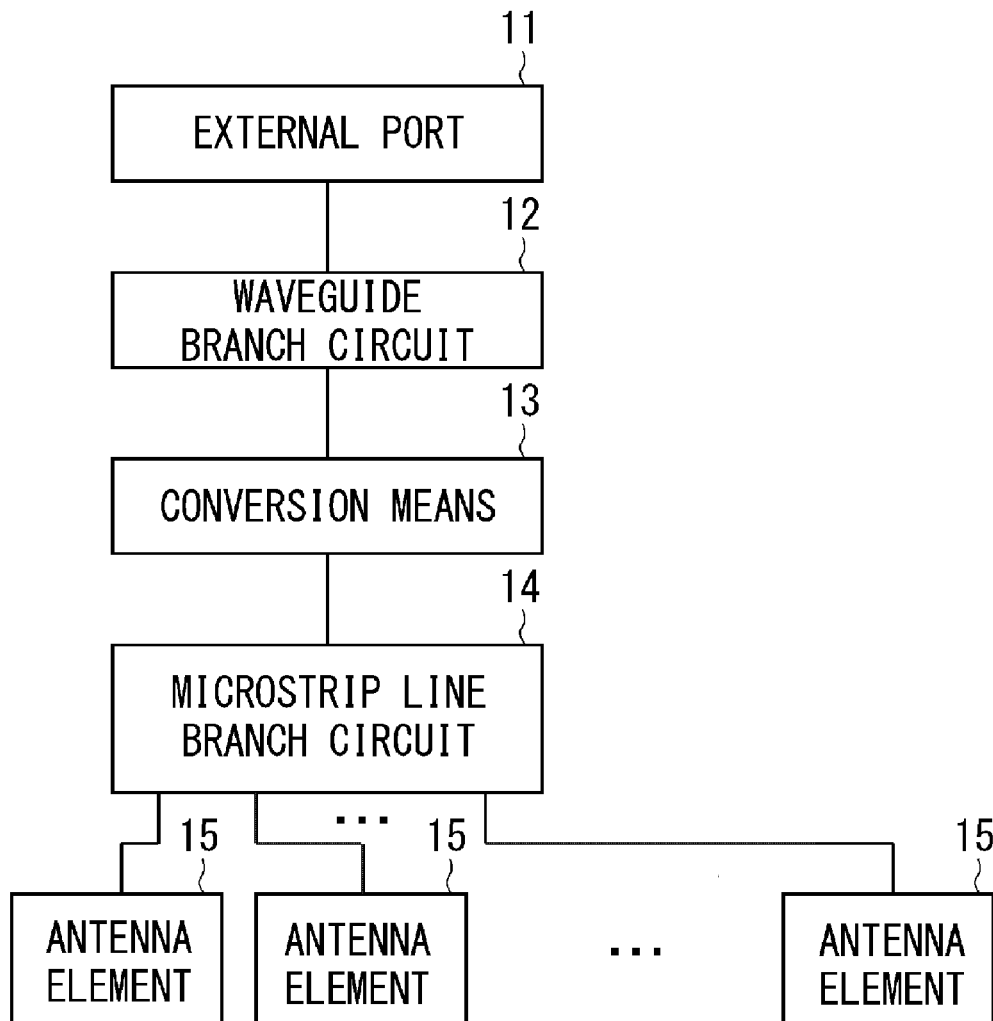 11
EXTERNAL PORT
12
WAVEGUIDE
BRANCH CIRCUIT
13
CONVERSION MEANS
14
MICROSTRIP LINE
BRANCH CIRCUIT
...
15
15
15
ANTENNA
ELEMENT
ANTENNA
ELEMENT
...
ANTENNA
ELEMENT